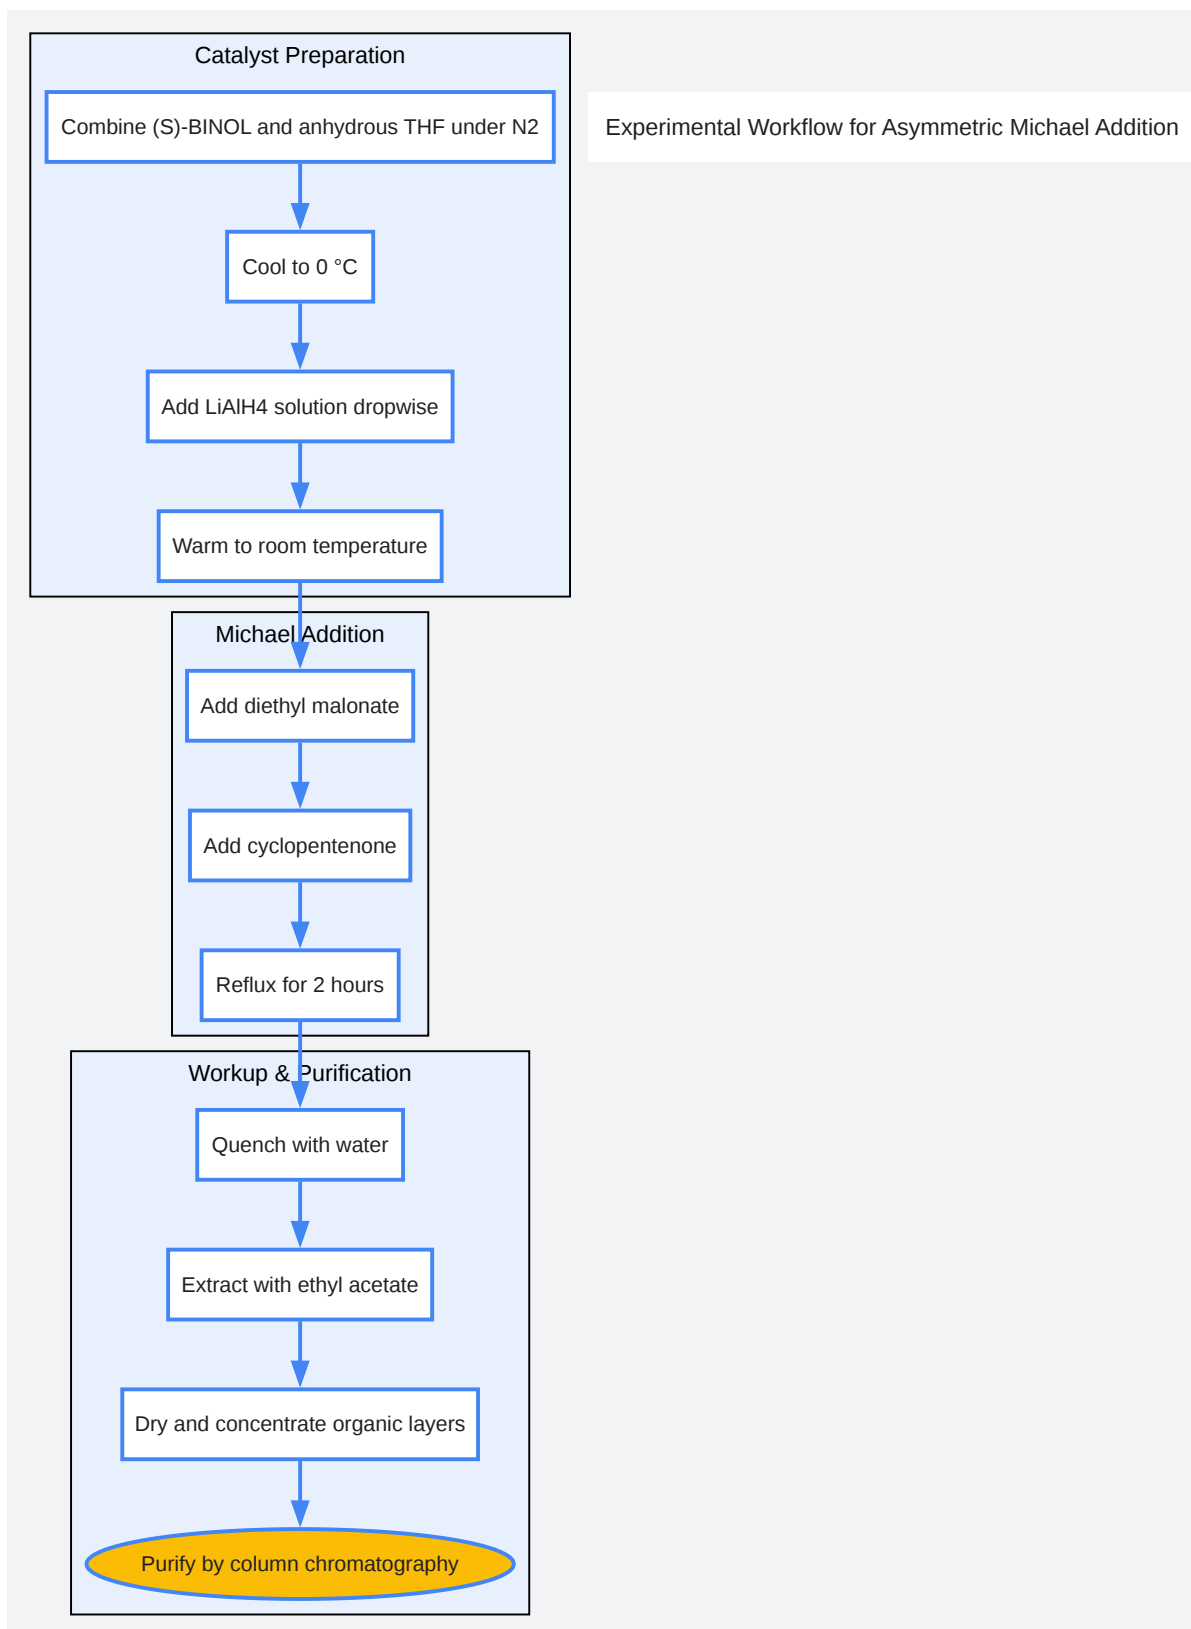 Catalyst Preparation
Combine (S)-BINOL and anhydrous THF under N2
Experimental Workflow for Asymmetric Michael Addition
Cool to 0 °C
Add LiAlH4 solution dropwise
Warm to room temperature
Michael Addition
Add diethyl malonate
Add cyclopentenone
Reflux for 2 hours
Workup & Purification
Quench with water
Extract with ethyl acetate
Dry and concentrate organic layers
Purify by column chromatography